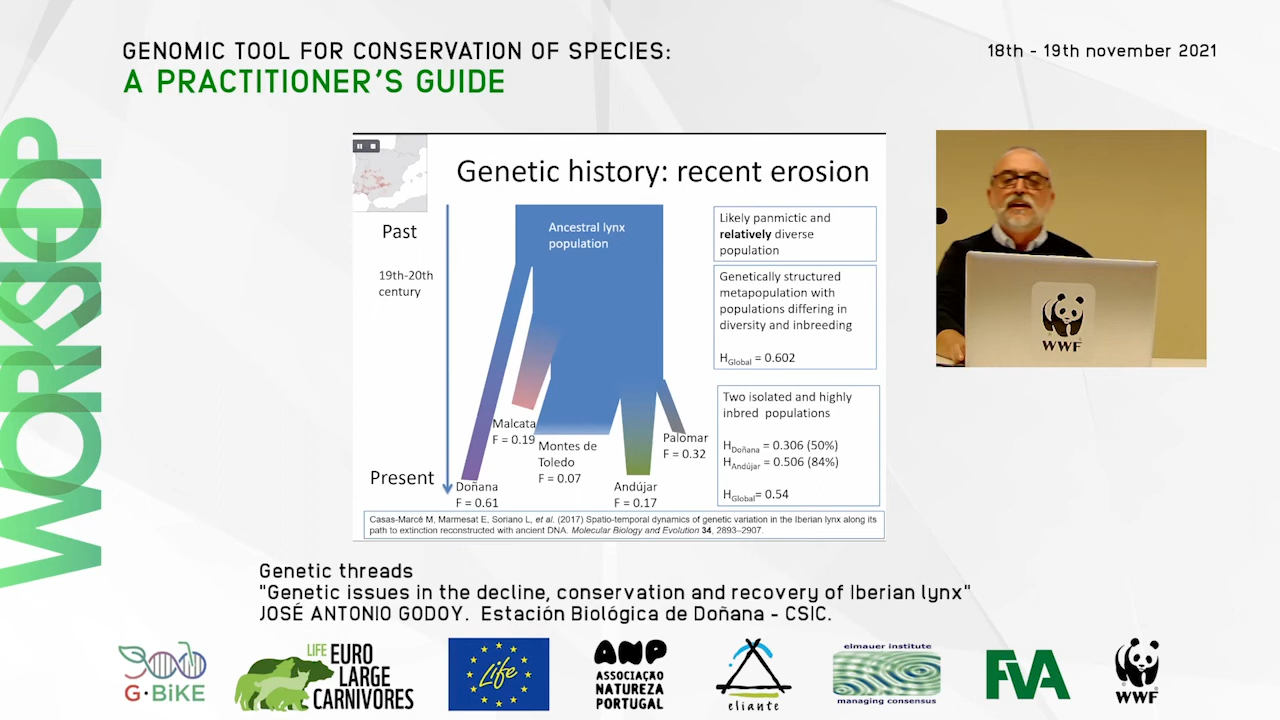 GENOMIC TOOL FOR CONSERVATION OF SPECIES:
A PRACTITIONER'S GUIDE
18th - 19th november 2021
WORKSHOP
Genetic history: recent erosion
Past
19th-20th
century
Present
Ancestral lynx
population
Malcata
F = 0.19
Montes de
Toledo
F = 0.07
Palomar
F = 0.32
Doñana
F = 0.61
Andújar
F = 0.17
Likely panmictic and
relatively diverse
population
Genetically structured
metapopulation with
populations differing in
diversity and inbreeding
HGlobal = 0.602
Two isolated and highly
inbred populations
HDoñana = 0.306 (50%)
HAndújar = 0.506 (84%)
HGlobal= 0.54
Casas-Marcé M, Marmesat E, Soriano L, et al. (2017) Spatio-temporal dynamics of genetic variation in the Iberian lynx along its
path to extinction reconstructed with ancient DNA. Molecular Biology and Evolution 34, 2893–2907.
WWF
Genetic threads
"Genetic issues in the decline, conservation and recovery of Iberian lynx"
JOSÉ ANTONIO GODOY. Estación Biológica de Doñana - CSIC.
G·BiKE
LIFE EURO
LARGE
CARNIVORES
Life
ANP
ASSOCIAÇÃO
NATUREZA
PORTUGAL
eliante
elmauer institute
managing consensus
FVA
WWF